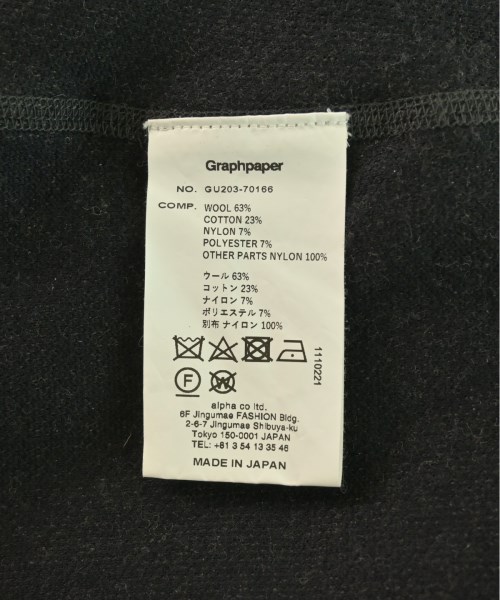 Graphpaper
NO. GU203-70166
COMP. WOOL 63%
COTTON 23%
NYLON 7%
POLYESTER 7%
OTHER PARTS NYLON 100%
ウール 63%
コットン 23%
ナイロン 7%
ポリエステル 7%
別布 ナイロン 100%
1110221
F W
alpha co ltd.
6F Jingumae FASHION Bldg.
2-6-7 Jingumae Shibuya-ku
Tokyo 150-0001 JAPAN
TEL: +81 3 54 13 35 46
MADE IN JAPAN